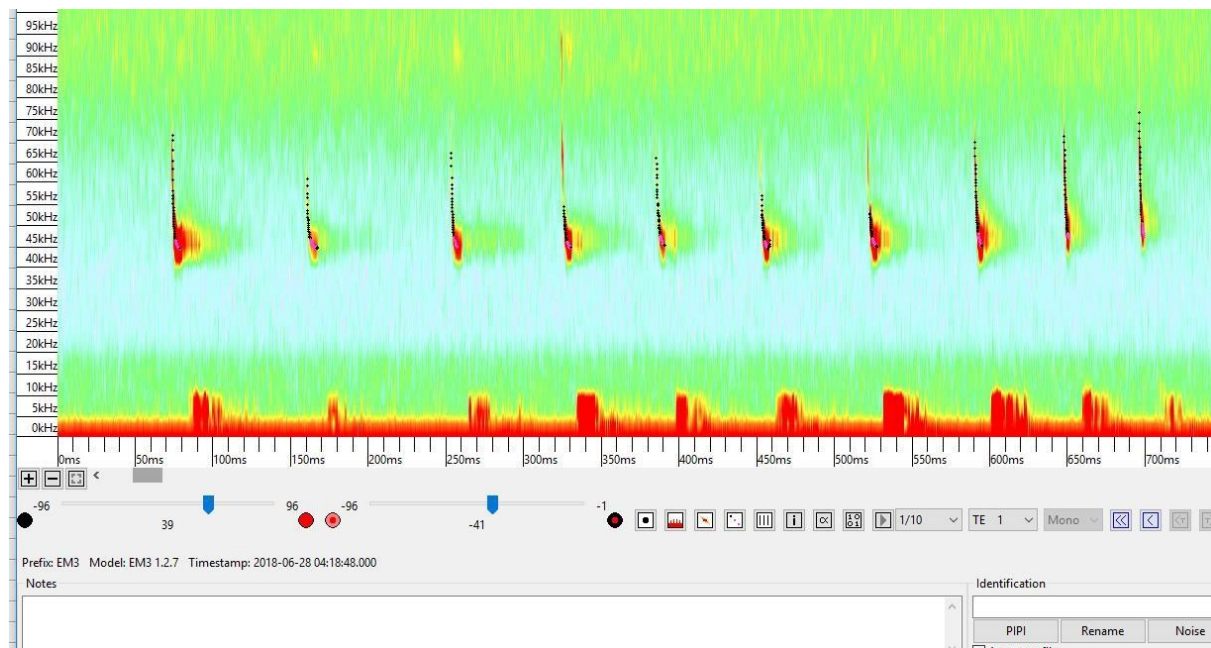 95kHz
90kHz
85kHz
80kHz
75kHz
70kHz
65kHz
60kHz
55kHz
50kHz
45kHz
40kHz
35kHz
30kHz
25kHz
20kHz
15kHz
10kHz
5kHz
0kHz
0ms 50ms 100ms 150ms 200ms 250ms 300ms 350ms 400ms 450ms 500ms 550ms 600ms 650ms 700ms
-96 96 -96 -1
39 -41
1/10 TE 1 Mono
Prefix: EM3 Model: EM3 1.2.7 Timestamp: 2018-06-28 04:18:48.000
Notes Identification
PIPI Rename Noise